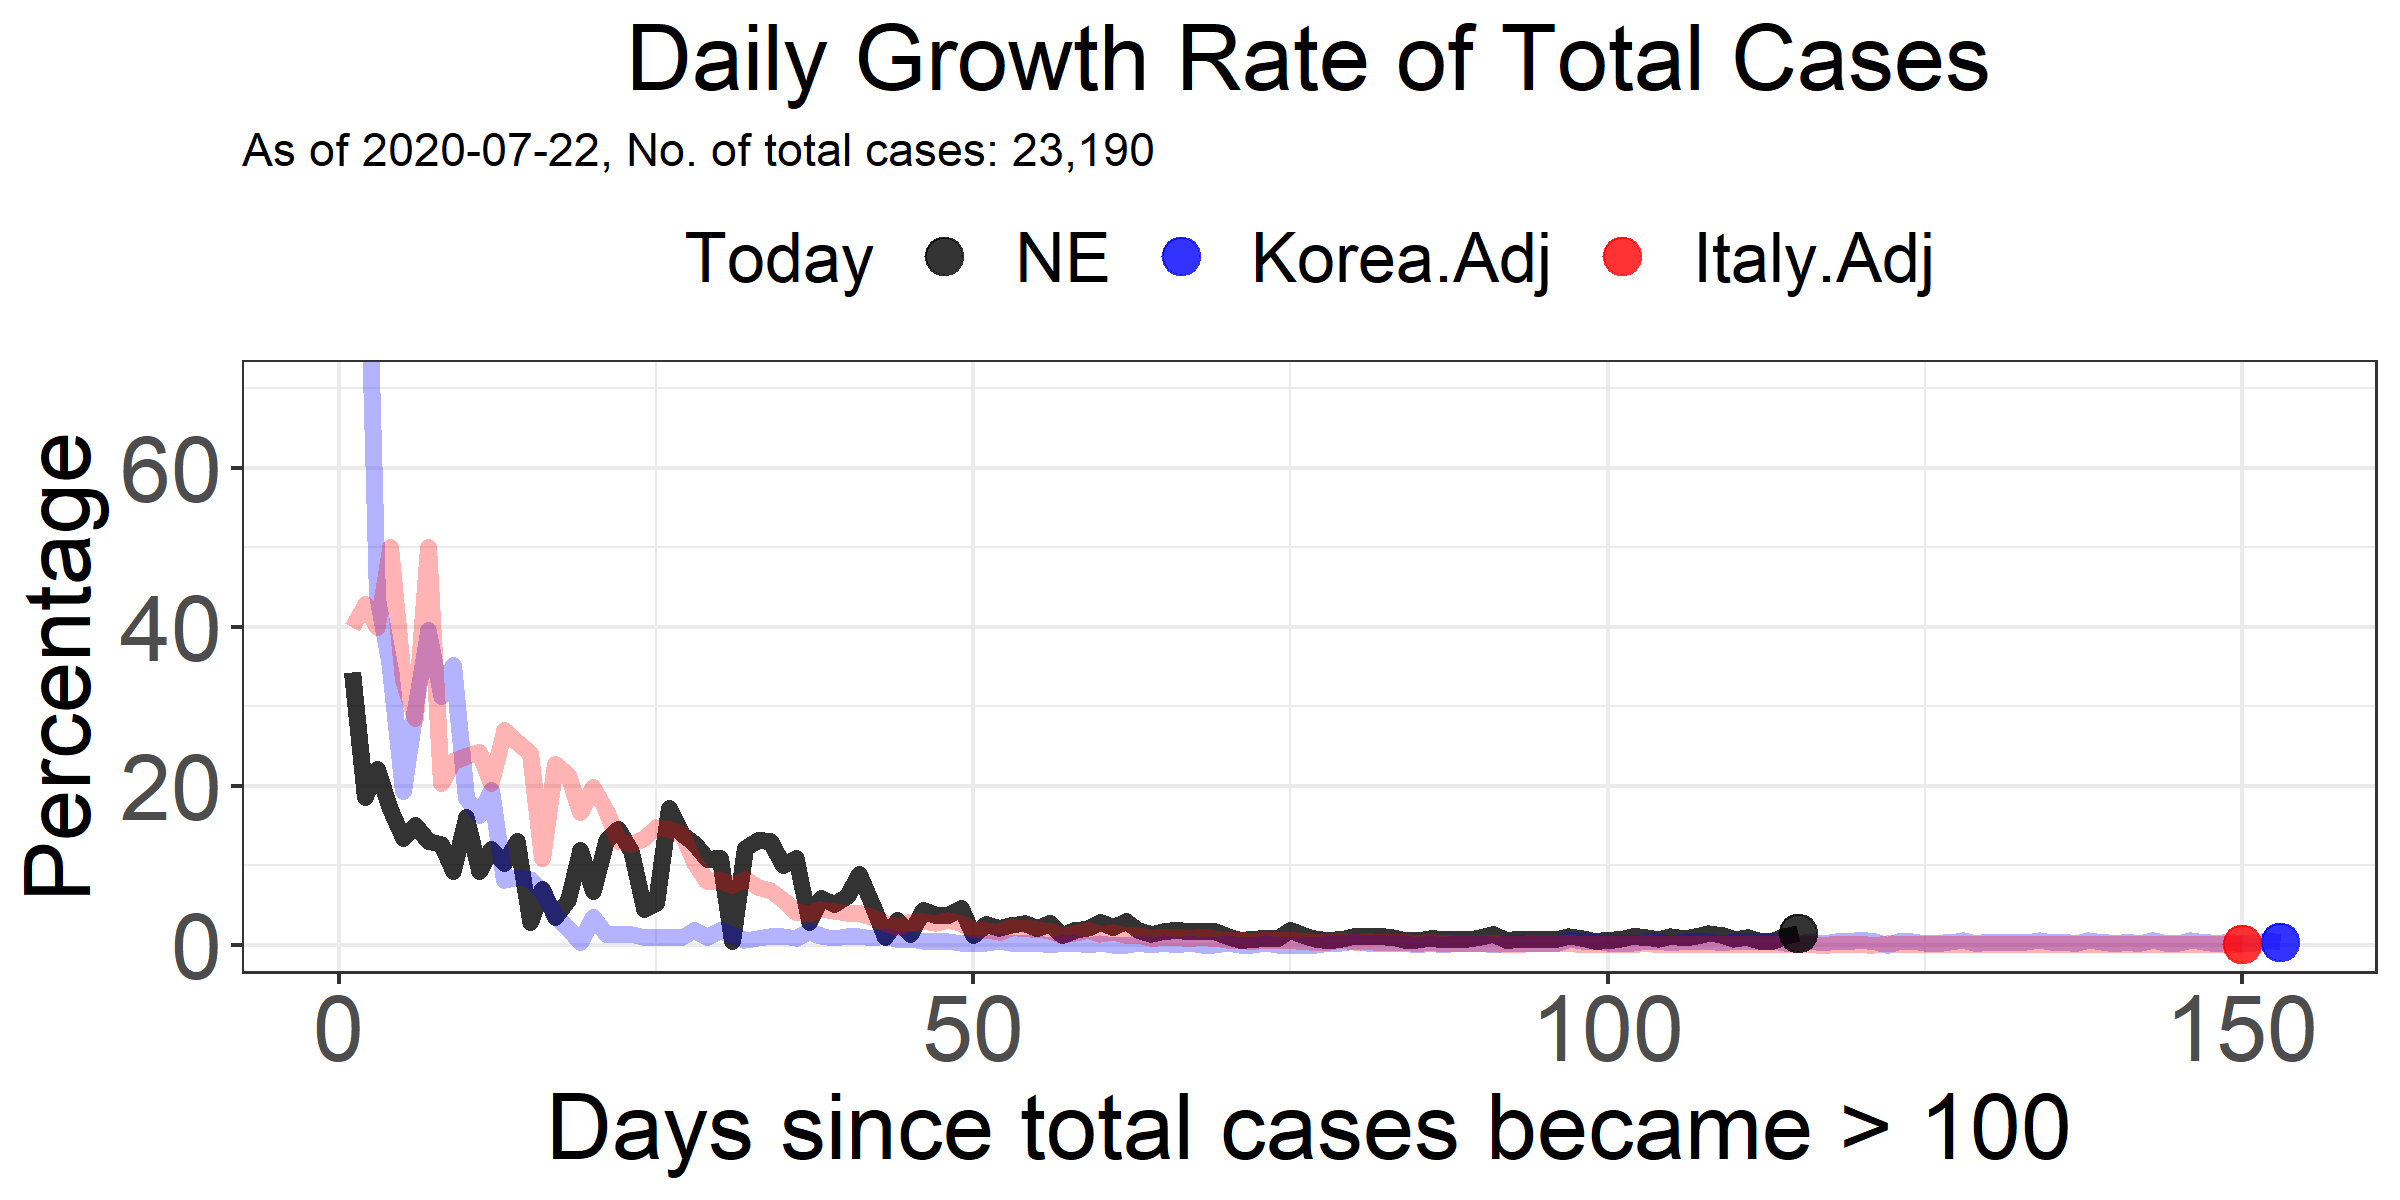 Daily Growth Rate of Total Cases
As of 2020-07-22, No. of total cases: 23,190
Today NE Korea.Adj Italy.Adj
Percentage
60
40
20
0
0 50 100 150
Days since total cases became > 100